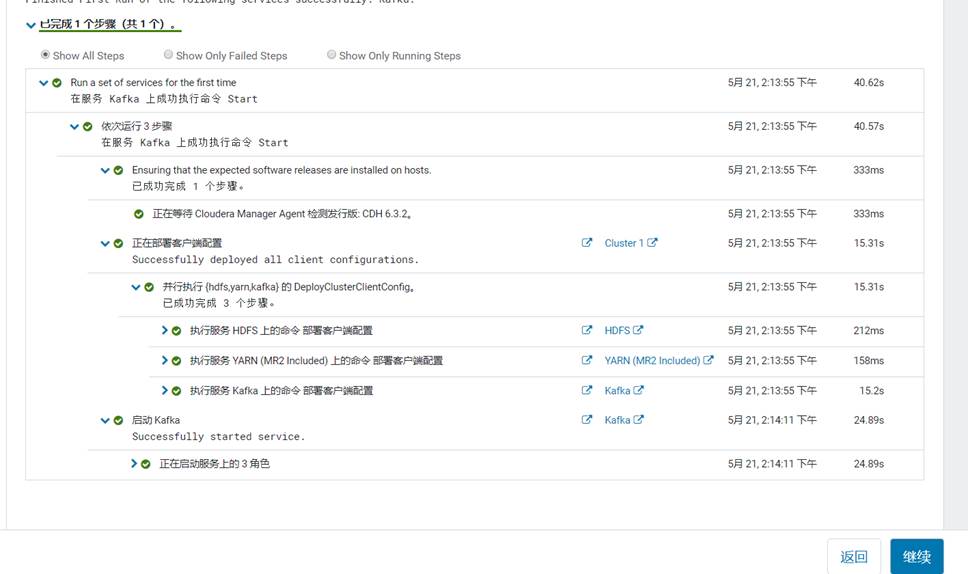 Finished First Run of the following services successfully: Kafka.
已完成 1 个步骤（共 1 个）。
Show All Steps Show Only Failed Steps Show Only Running Steps
Run a set of services for the first time 5月 21, 2:13:55 下午 40.62s
在服务 Kafka 上成功执行命令 Start
依次运行 3 步骤 5月 21, 2:13:55 下午 40.57s
在服务 Kafka 上成功执行命令 Start
Ensuring that the expected software releases are installed on hosts. 5月 21, 2:13:55 下午 333ms
已成功完成 1 个步骤。
正在等待 Cloudera Manager Agent 检测发行版: CDH 6.3.2。 5月 21, 2:13:55 下午 333ms
正在部署客户端配置 Cluster 1 5月 21, 2:13:55 下午 15.31s
Successfully deployed all client configurations.
并行执行 {hdfs,yarn,kafka} 的 DeployClusterClientConfig。 5月 21, 2:13:55 下午 15.31s
已成功完成 3 个步骤。
执行服务 HDFS 上的命令 部署客户端配置 HDFS 5月 21, 2:13:55 下午 212ms
执行服务 YARN (MR2 Included) 上的命令 部署客户端配置 YARN (MR2 Included) 5月 21, 2:13:55 下午 158ms
执行服务 Kafka 上的命令 部署客户端配置 Kafka 5月 21, 2:13:55 下午 15.2s
启动 Kafka Kafka 5月 21, 2:14:11 下午 24.89s
Successfully started service.
正在启动服务上的 3 角色 5月 21, 2:14:11 下午 24.89s
返回 继续